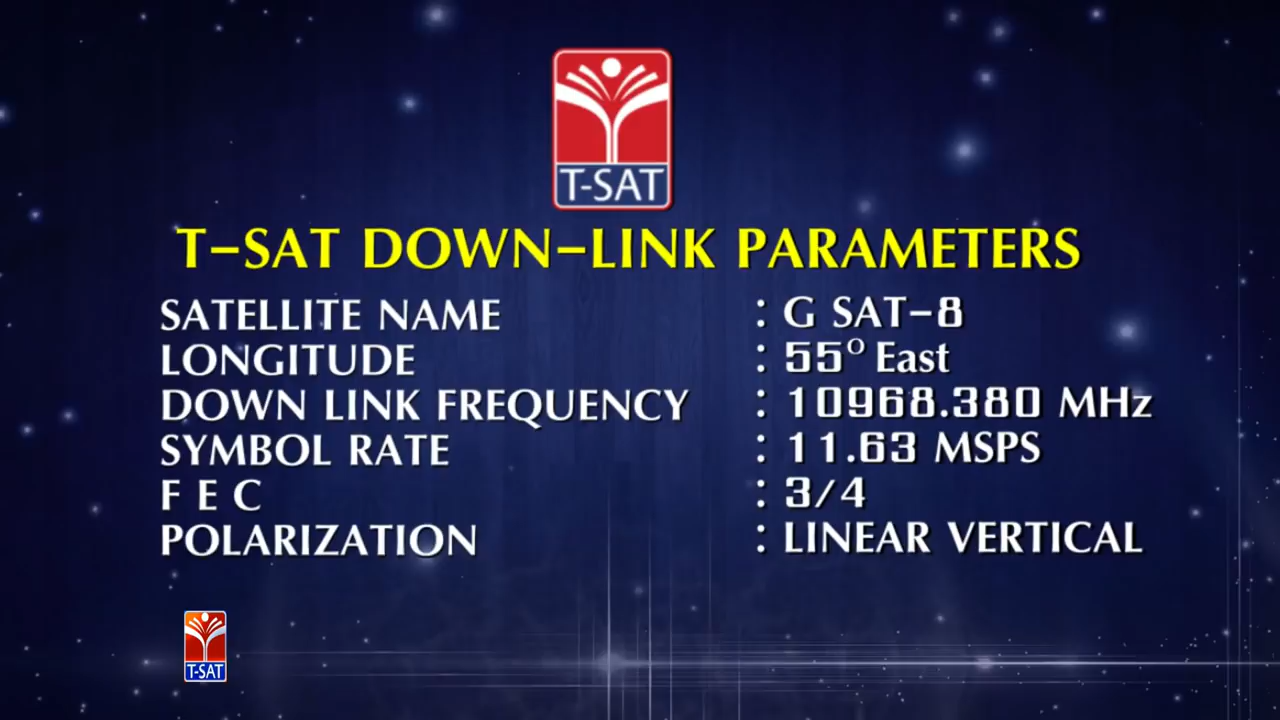 T-SAT
T-SAT DOWN-LINK PARAMETERS
SATELLITE NAME : G SAT-8
LONGITUDE : 55° East
DOWN LINK FREQUENCY : 10968.380 MHz
SYMBOL RATE : 11.63 MSPS
F E C : 3/4
POLARIZATION : LINEAR VERTICAL
T-SAT